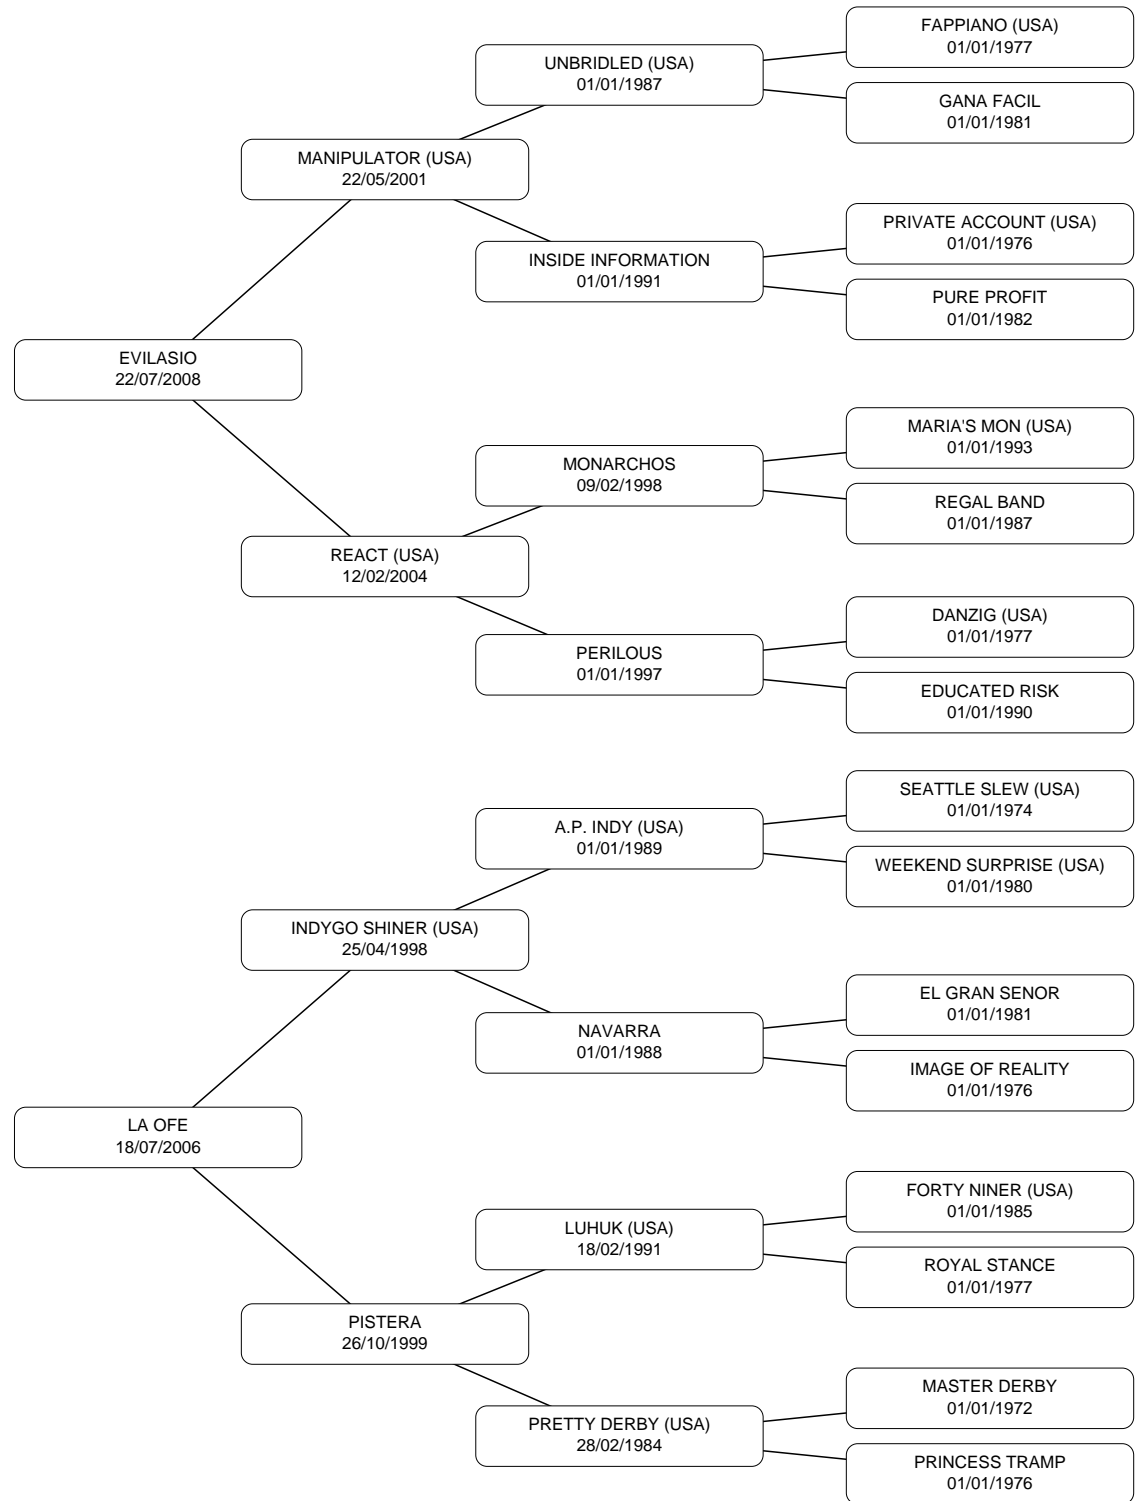 FAPPIANO (USA)
01/01/1977
UNBRIDLED (USA)
01/01/1987
GANA FACIL
01/01/1981
MANIPULATOR (USA)
22/05/2001
PRIVATE ACCOUNT (USA)
01/01/1976
INSIDE INFORMATION
01/01/1991
PURE PROFIT
01/01/1982
EVILASIO
22/07/2008
MARIA'S MON (USA)
01/01/1993
MONARCHOS
09/02/1998
REGAL BAND
01/01/1987
REACT (USA)
12/02/2004
DANZIG (USA)
01/01/1977
PERILOUS
01/01/1997
EDUCATED RISK
01/01/1990
SEATTLE SLEW (USA)
01/01/1974
A.P. INDY (USA)
01/01/1989
WEEKEND SURPRISE (USA)
01/01/1980
INDYGO SHINER (USA)
25/04/1998
EL GRAN SENOR
01/01/1981
NAVARRA
01/01/1988
IMAGE OF REALITY
01/01/1976
LA OFE
18/07/2006
FORTY NINER (USA)
01/01/1985
LUHUK (USA)
18/02/1991
ROYAL STANCE
01/01/1977
PISTERA
26/10/1999
MASTER DERBY
01/01/1972
PRETTY DERBY (USA)
28/02/1984
PRINCESS TRAMP
01/01/1976